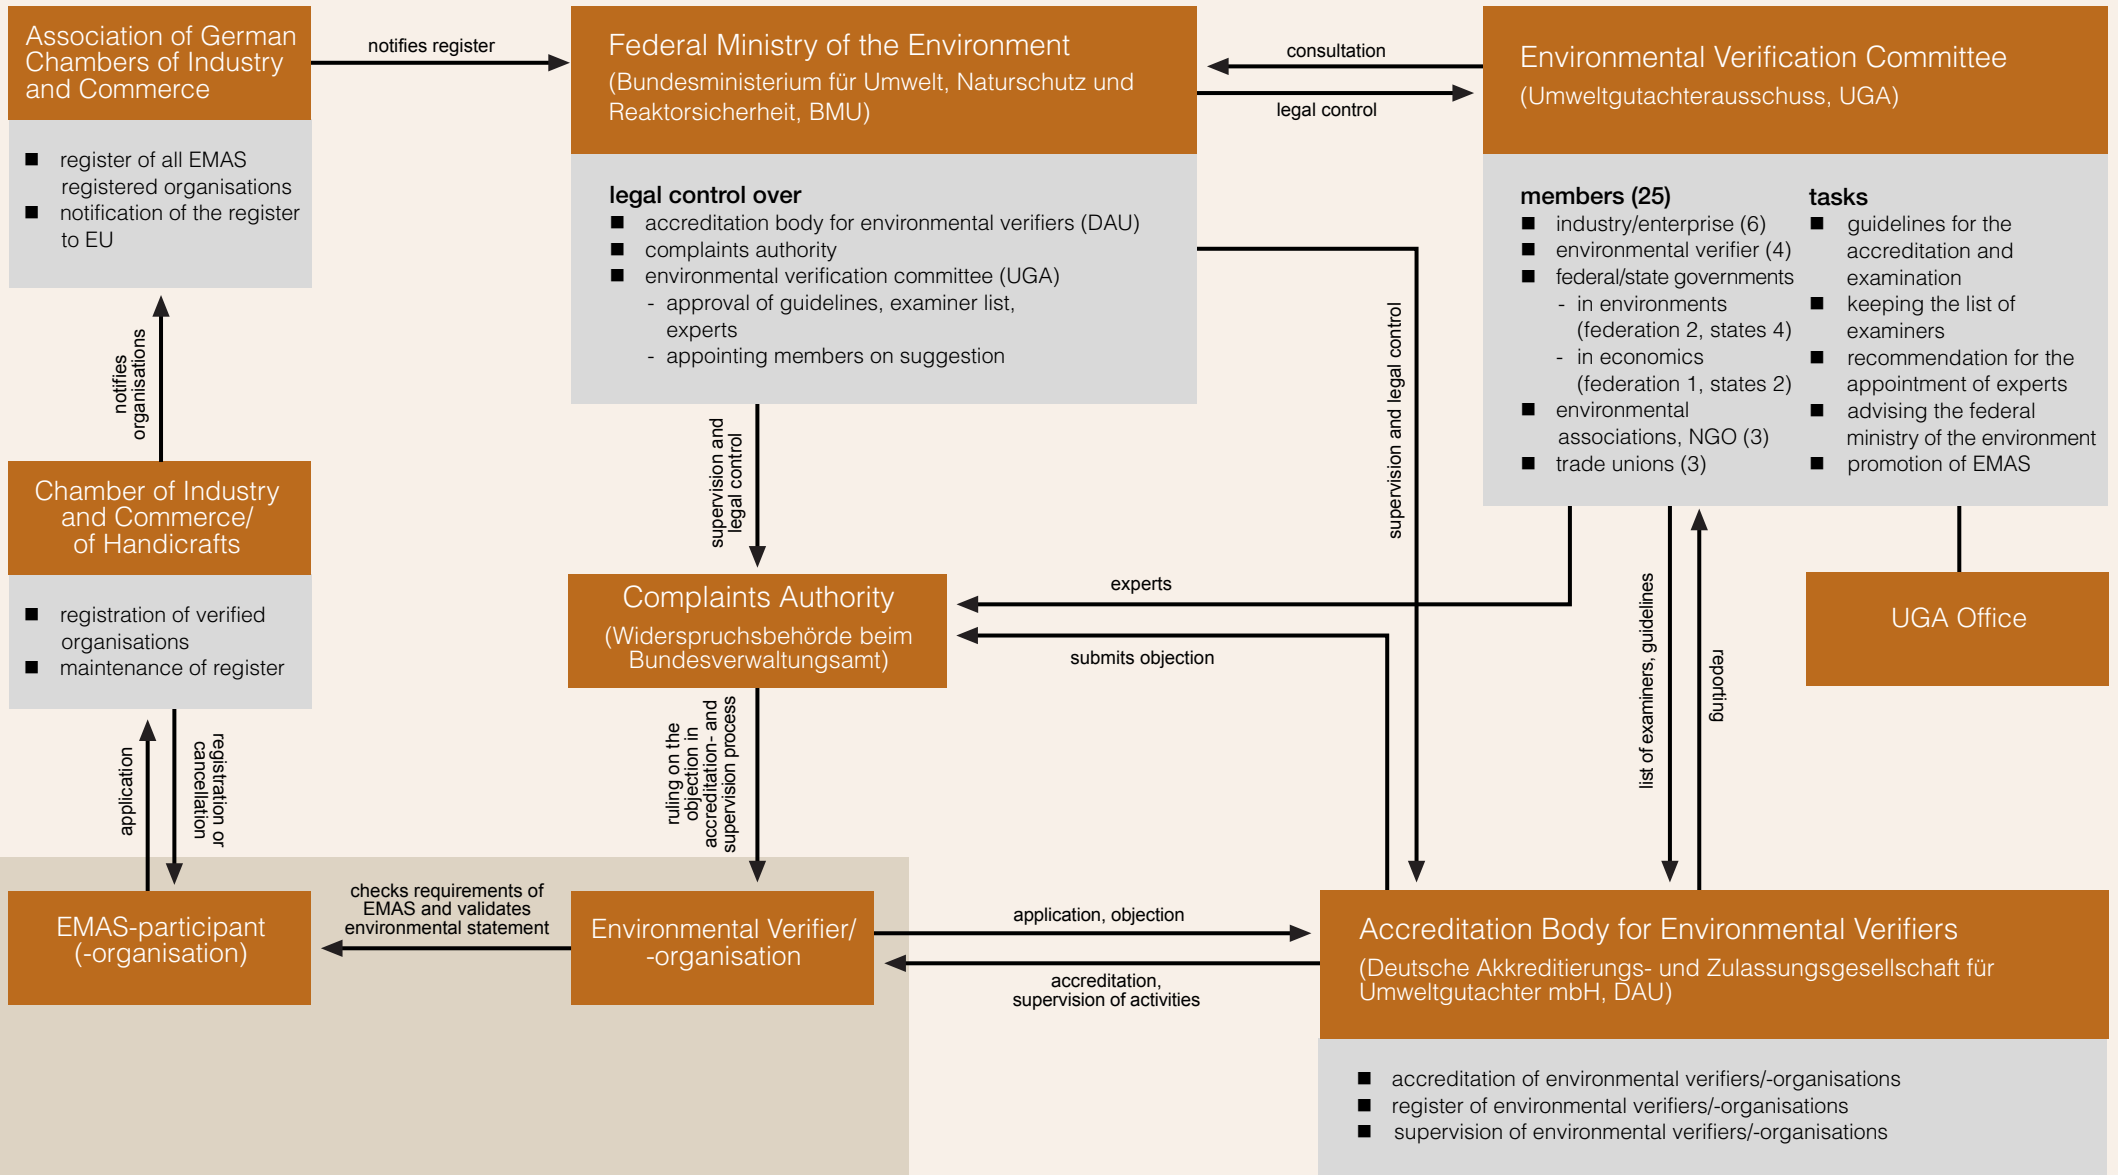 Association of German
Chambers of Industry
and Commerce
■ register of all EMAS
registered organisations
■ notification of the register
to EU
notifies register
Federal Ministry of the Environment
(Bundesministerium für Umwelt, Naturschutz und
Reaktorsicherheit, BMU)
legal control over
■ accreditation body for environmental verifiers (DAU)
■ complaints authority
■ environmental verification committee (UGA)
- approval of guidelines, examiner list,
experts
- appointing members on suggestion
consultation
legal control
Environmental Verification Committee
(Umweltgutachterausschuss, UGA)
members (25)
■ industry/enterprise (6)
■ environmental verifier (4)
■ federal/state governments
- in environments
(federation 2, states 4)
- in economics
(federation 1, states 2)
■ environmental
associations, NGO (3)
■ trade unions (3)
tasks
■ guidelines for the
accreditation and
examination
■ keeping the list of
examiners
■ recommendation for the
appointment of experts
■ advising the federal
ministry of the environment
■ promotion of EMAS
notifies
organisations
supervision and
legal control
supervision and legal control
Chamber of Industry
and Commerce/
of Handicrafts
■ registration of verified
organisations
■ maintenance of register
Complaints Authority
(Widerspruchsbehörde beim
Bundesverwaltungsamt)
experts
submits objection
list of examiners, guidelines
reporting
UGA Office
application
registration or
cancellation
ruling on the
objection in
accreditation- and
supervision process
EMAS-participant
(-organisation)
checks requirements of
EMAS and validates
environmental statement
Environmental Verifier/
-organisation
application, objection
accreditation,
supervision of activities
Accreditation Body for Environmental Verifiers
(Deutsche Akkreditierungs- und Zulassungsgesellschaft für
Umweltgutachter mbH, DAU)
■ accreditation of environmental verifiers/-organisations
■ register of environmental verifiers/-organisations
■ supervision of environmental verifiers/-organisations